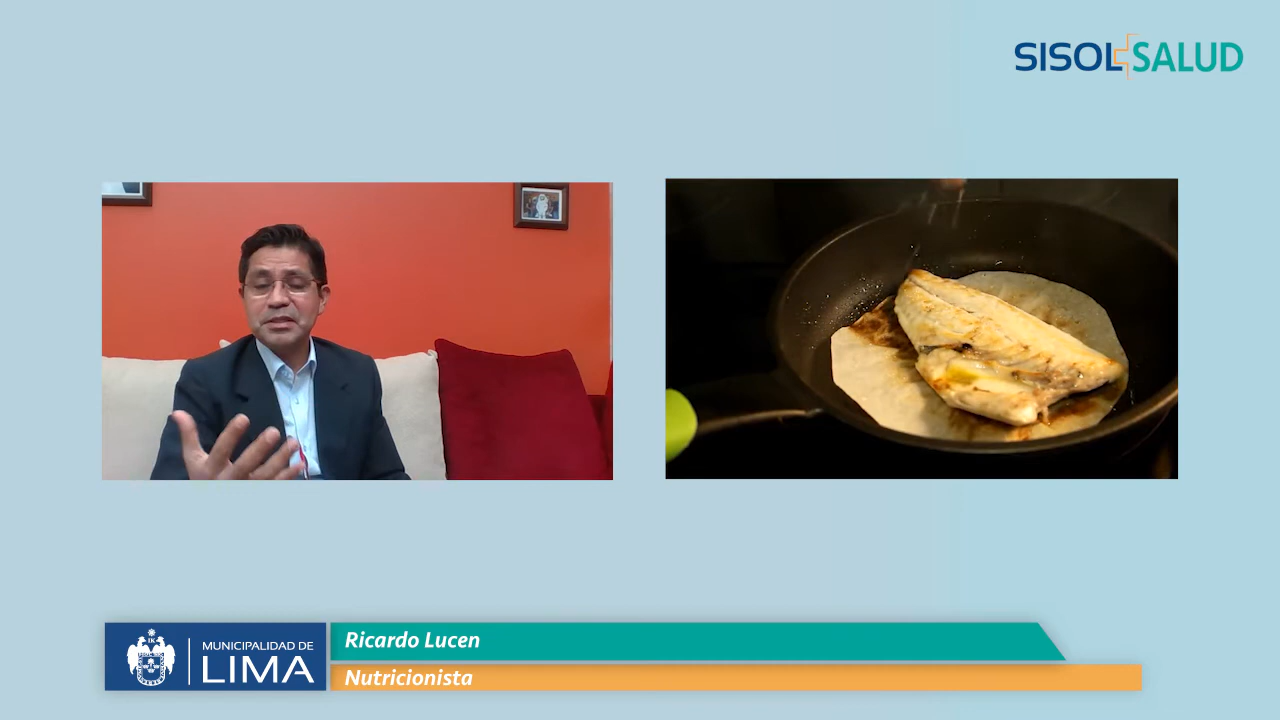 SISOL SALUD
MUNICIPALIDAD DE
LIMA
Ricardo Lucen
Nutricionista